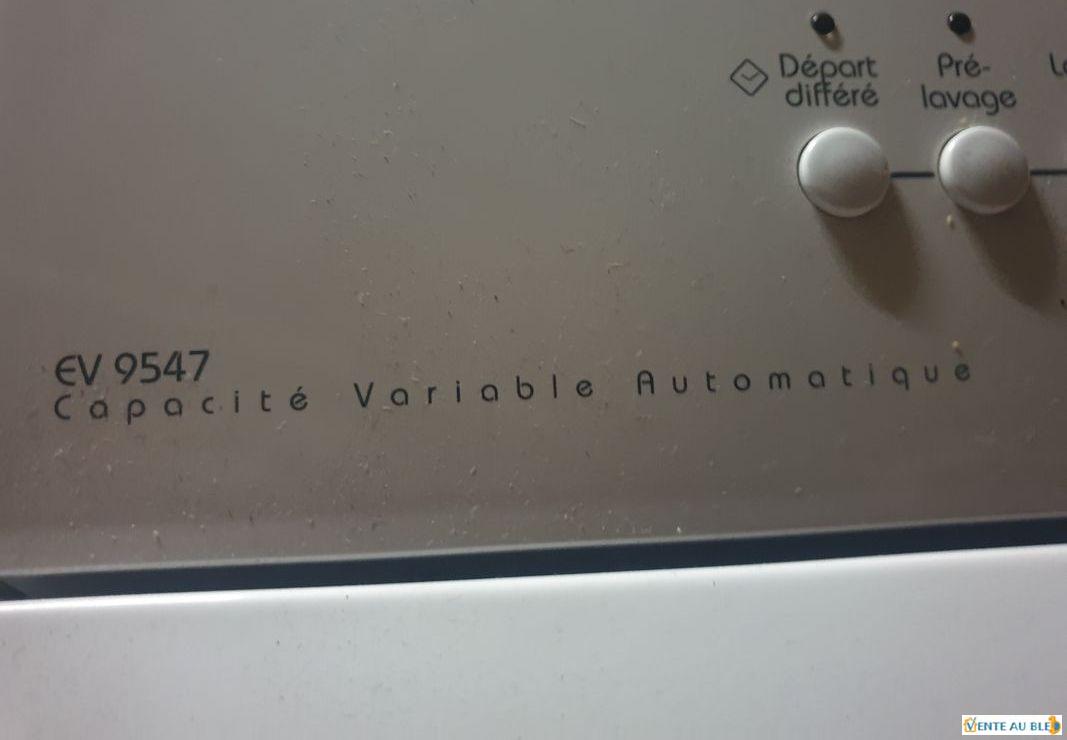 Départ
différé
Pré-
lavage
EV 9547
Capacité Variable Automatique
VENTE AU BLED